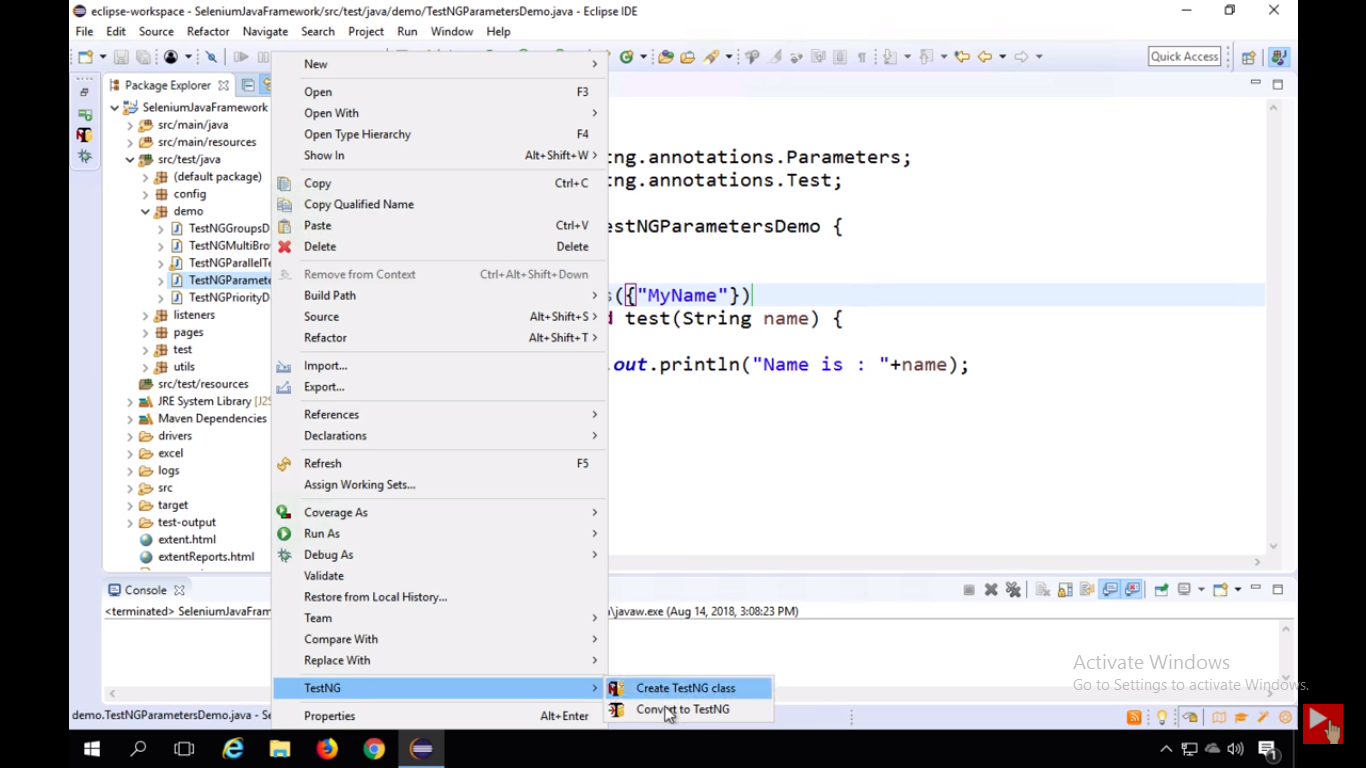 eclipse-workspace - SeleniumJavaFramework/src/test/java/demo/TestNGParametersDemo.java - Eclipse IDE
File Edit Source Refactor Navigate Search Project Run Window Help
Quick Access
Package Explorer
SeleniumJavaFramework
src/main/java
src/main/resources
src/test/java
(default package)
config
demo
TestNGGroupsD
TestNGMultiBro
TestNGParallelTe
TestNGParamete
TestNGPriorityD
listeners
pages
test
utils
src/test/resources
JRE System Library [J2S
Maven Dependencies
drivers
excel
logs
src
target
test-output
extent.html
extentReports.html
New
Open F3
Open With
Open Type Hierarchy F4
Show In Alt+Shift+W
Copy Ctrl+C
Copy Qualified Name
Paste Ctrl+V
Delete Delete
Remove from Context Ctrl+Alt+Shift+Down
Build Path
Source Alt+Shift+S
Refactor Alt+Shift+T
Import...
Export...
References
Declarations
Refresh F5
Assign Working Sets...
Coverage As
Run As
Debug As
Validate
Restore from Local History...
Team
Compare With
Replace With
TestNG
Properties Alt+Enter
Create TestNG class
Convert to TestNG
ng.annotations.Parameters;
ng.annotations.Test;
estNGParametersDemo {
s({"MyName"})
d test(String name) {
.out.println("Name is : "+name);
Console
<terminated> SeleniumJavaFram
\javaw.exe (Aug 14, 2018, 3:08:23 PM)
Activate Windows
Go to Settings to activate Windows.
demo.TestNGParametersDemo.java - Se
1